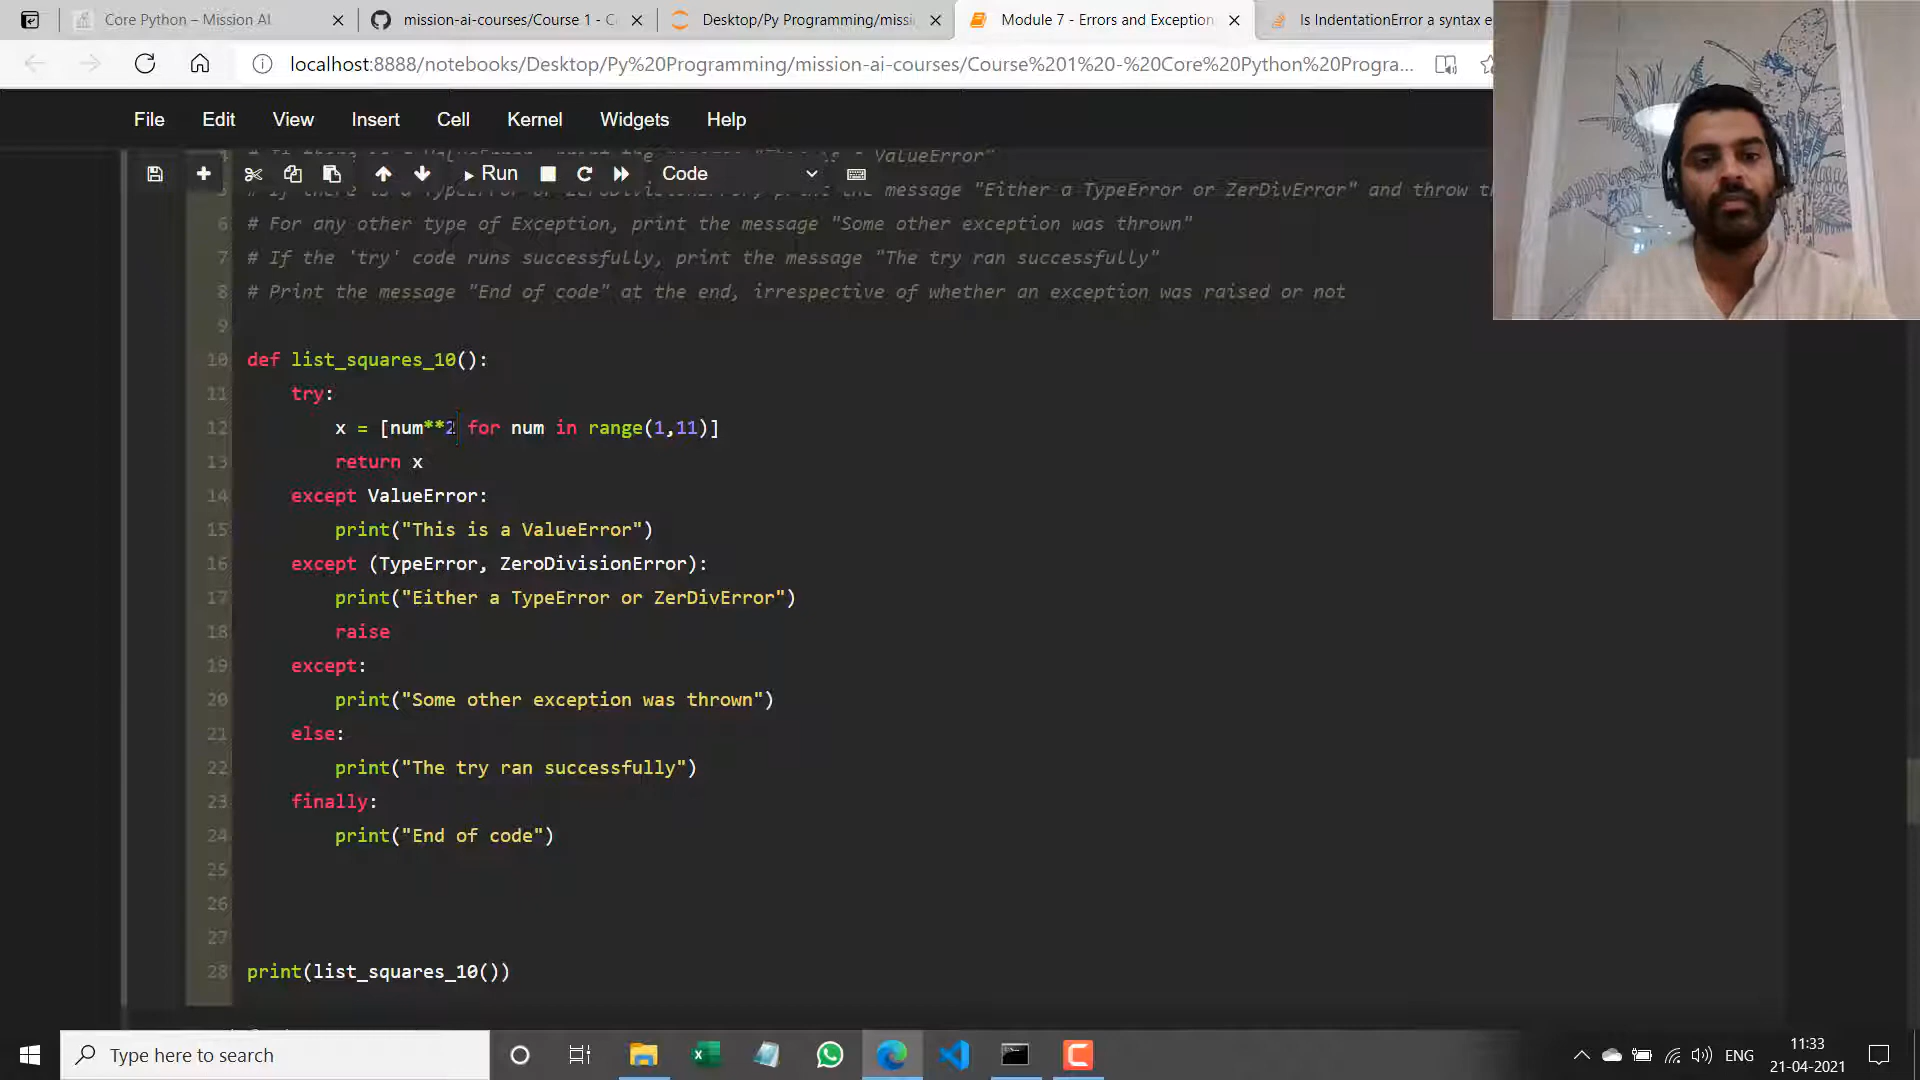 Core Python – Mission AI
mission-ai-courses/Course 1 - C
Desktop/Py Programming/missi
Module 7 - Errors and Exception
Is IndentationError a syntax e
localhost:8888/notebooks/Desktop/Py%20Programming/mission-ai-courses/Course%201%20-%20Core%20Python%20Progra...
File Edit View Insert Cell Kernel Widgets Help
Run Code
ValueError"
the message "Either a TypeError or ZerDivError" and throw th
6 # For any other type of Exception, print the message "Some other exception was thrown"
7 # If the 'try' code runs successfully, print the message "The try ran successfully"
8 # Print the message "End of code" at the end, irrespective of whether an exception was raised or not
9
10 def list_squares_10():
11 try:
12 x = [num**2 for num in range(1,11)]
13 return x
14 except ValueError:
15 print("This is a ValueError")
16 except (TypeError, ZeroDivisionError):
17 print("Either a TypeError or ZerDivError")
18 raise
19 except:
20 print("Some other exception was thrown")
21 else:
22 print("The try ran successfully")
23 finally:
24 print("End of code")
25
26
27
28 print(list_squares_10())
Type here to search
ENG
11:33
21-04-2021